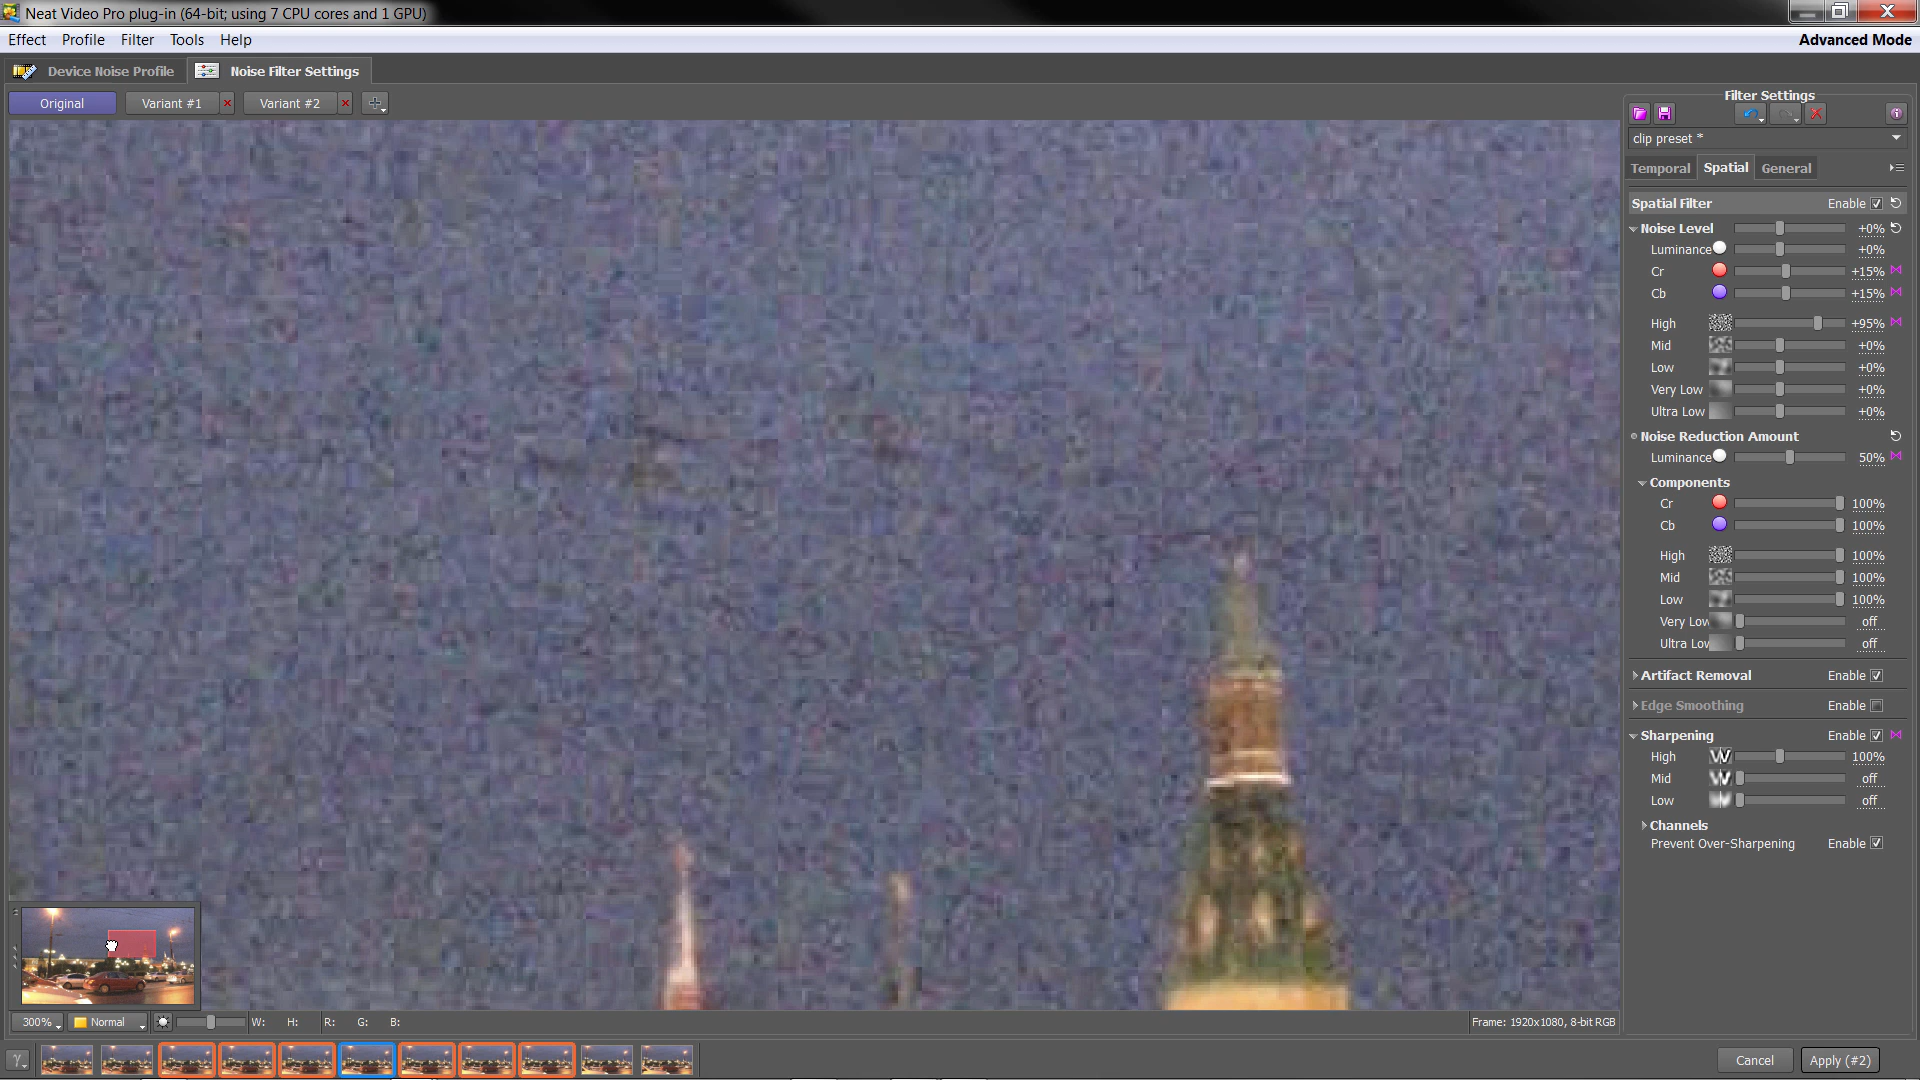 Neat Video Pro plug-in (64-bit; using 7 CPU cores and 1 GPU)
Effect Profile Filter Tools Help
Advanced Mode
Device Noise Profile
Noise Filter Settings
Original
Variant #1
Variant #2
Filter Settings
clip preset *
Temporal Spatial General
Spatial Filter Enable
Noise Level +0%
Luminance +0%
Cr +15%
Cb +15%
High +95%
Mid +0%
Low +0%
Very Low +0%
Ultra Low +0%
Noise Reduction Amount
Luminance 50%
Components
Cr 100%
Cb 100%
High 100%
Mid 100%
Low 100%
Very Low off
Ultra Lov off
Artifact Removal Enable
Edge Smoothing Enable
Sharpening Enable
High W 100%
Mid W off
Low W off
Channels
Prevent Over-Sharpening Enable
300% Normal W: H: R: G: B:
Frame: 1920x1080, 8-bit RGB
γ
Cancel
Apply (#2)